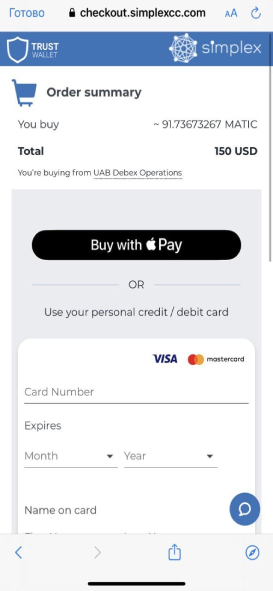 Готово
checkout.simplexcc.com
AA
TRUST
WALLET
simplex
Order summary
You buy
~ 91.73673267 MATIC
Total
150 USD
You're buying from UAB Debex Operations
Buy with Pay
OR
Use your personal credit / debit card
VISA
mastercard
Card Number
Expires
Month
Year
Name on card